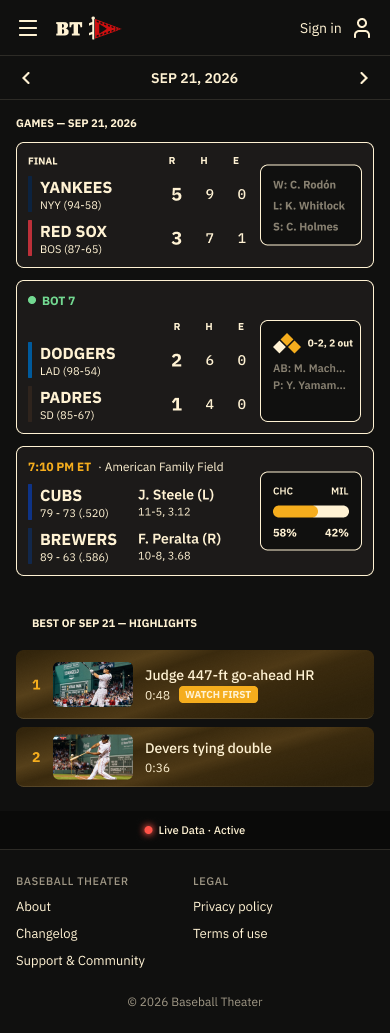 BT
Sign in
SEP 21, 2026
GAMES — SEP 21, 2026
FINAL R H E
YANKEES 5 9 0
NYY (94-58)
RED SOX 3 7 1
BOS (87-65)
W: C. Rodón
L: K. Whitlock
S: C. Holmes
BOT 7
R H E
DODGERS 2 6 0
LAD (98-54)
PADRES 1 4 0
SD (85-67)
0-2, 2 out
AB: M. Mach...
P: Y. Yamam...
7:10 PM ET · American Family Field
CUBS J. Steele (L)
79 - 73 (.520) 11-5, 3.12
BREWERS F. Peralta (R)
89 - 63 (.586) 10-8, 3.68
CHC MIL
58% 42%
BEST OF SEP 21 — HIGHLIGHTS
1 Judge 447-ft go-ahead HR
0:48 WATCH FIRST
2 Devers tying double
0:36
Live Data · Active
BASEBALL THEATER LEGAL
About Privacy policy
Changelog Terms of use
Support & Community
© 2026 Baseball Theater